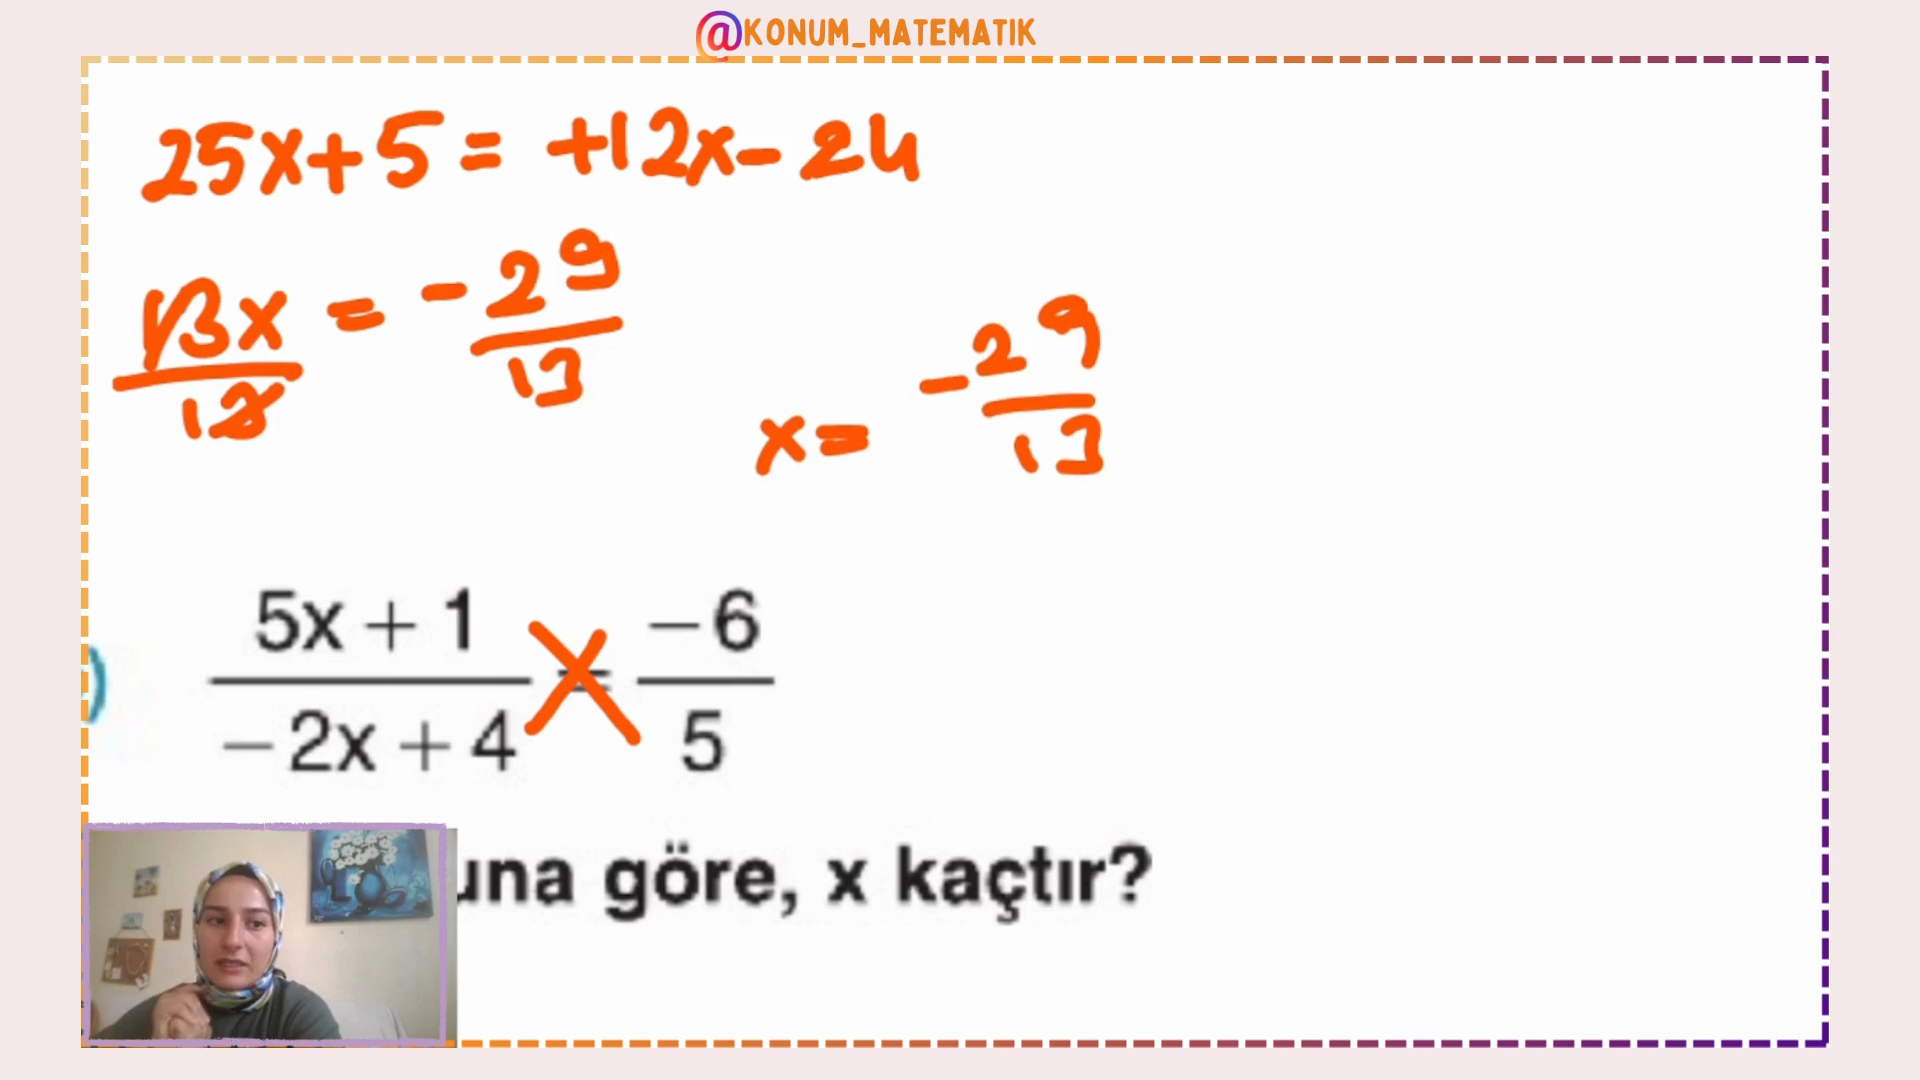 @KONUM_MATEMATIK
25x+5= +12x-24
13x/13 = -29/13
x= -29/13
5x + 1 / -2x + 4 = -6 / 5
göre, x kaçtır?